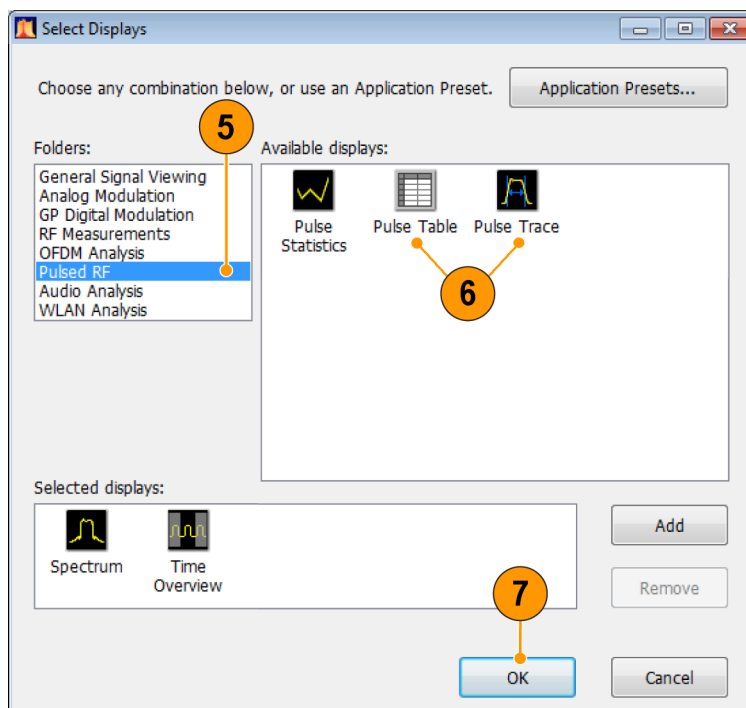 Select Displays
Choose any combination below, or use an Application Preset.
Application Presets...
5
Folders:
Available displays:
General Signal Viewing
Analog Modulation
GP Digital Modulation
RF Measurements
OFDM Analysis
Pulsed RF
Audio Analysis
WLAN Analysis
Pulse
Statistics
Pulse Table
Pulse Trace
6
Selected displays:
Spectrum
Time
Overview
Add
Remove
7
OK
Cancel